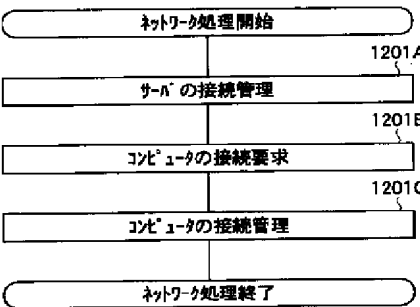 ネットワーク処理開始
1201A
サーバの接続管理
1201B
コンピュータの接続要求
1201C
コンピュータの接続管理
ネットワーク処理終了